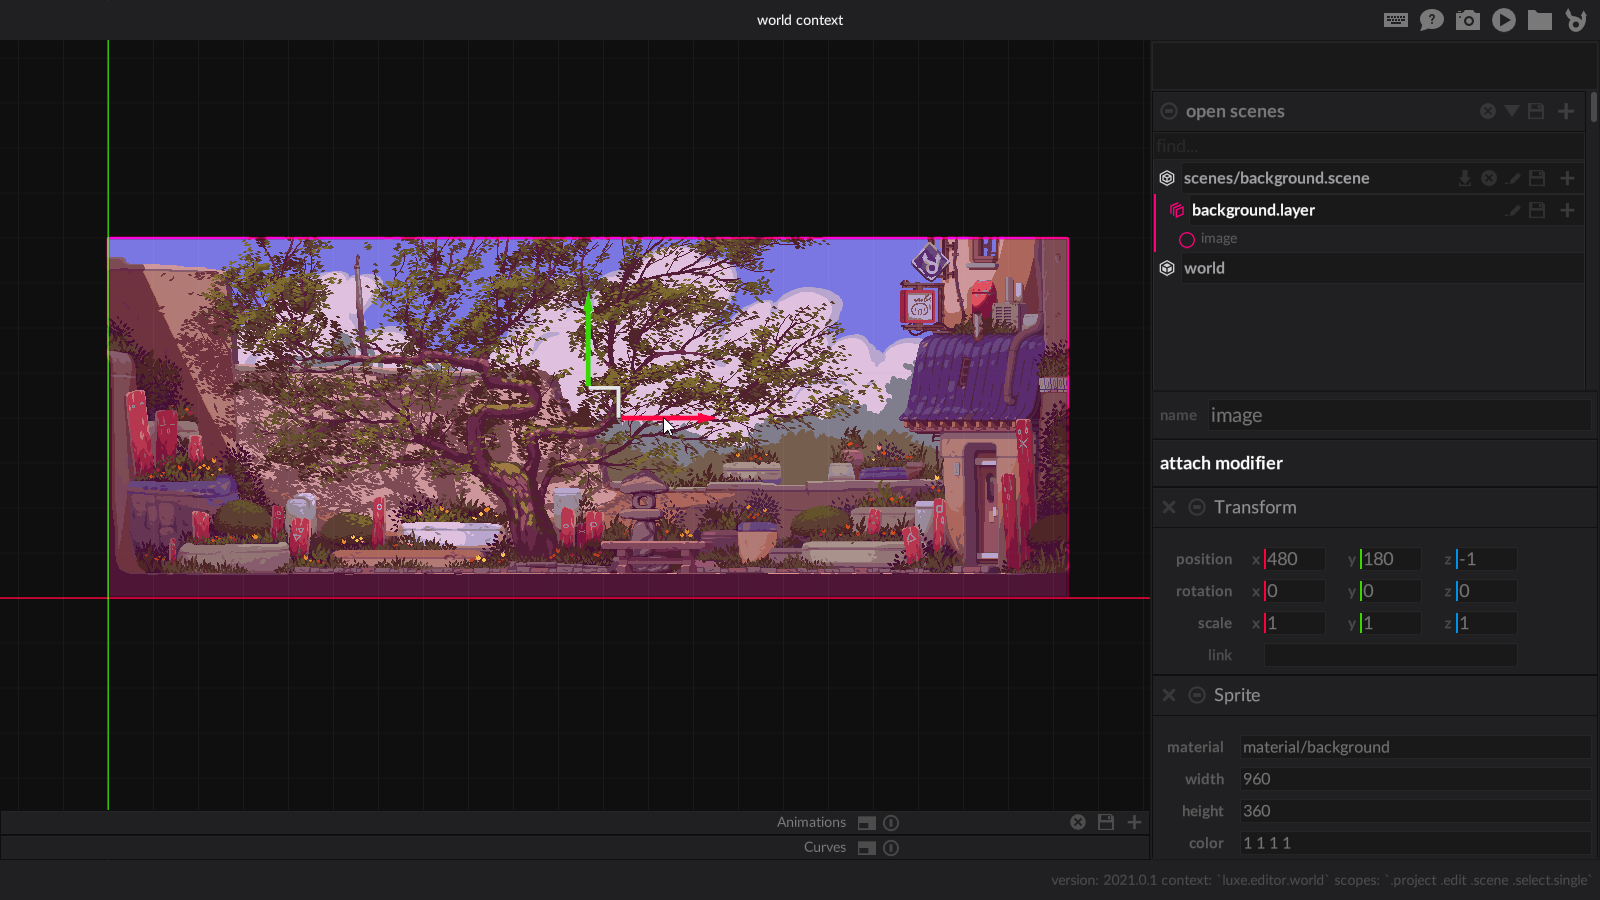 world context
open scenes
find...
scenes/background.scene
background.layer
image
world
name image
attach modifier
Transform
position x 480 y 180 z -1
rotation x 0 y 0 z 0
scale x 1 y 1 z 1
link
Sprite
material material/background
width 960
height 360
color 1 1 1 1
Animations
Curves
version: 2021.0.1 context: `luxe.editor.world` scopes: `.project .edit .scene .select.single`